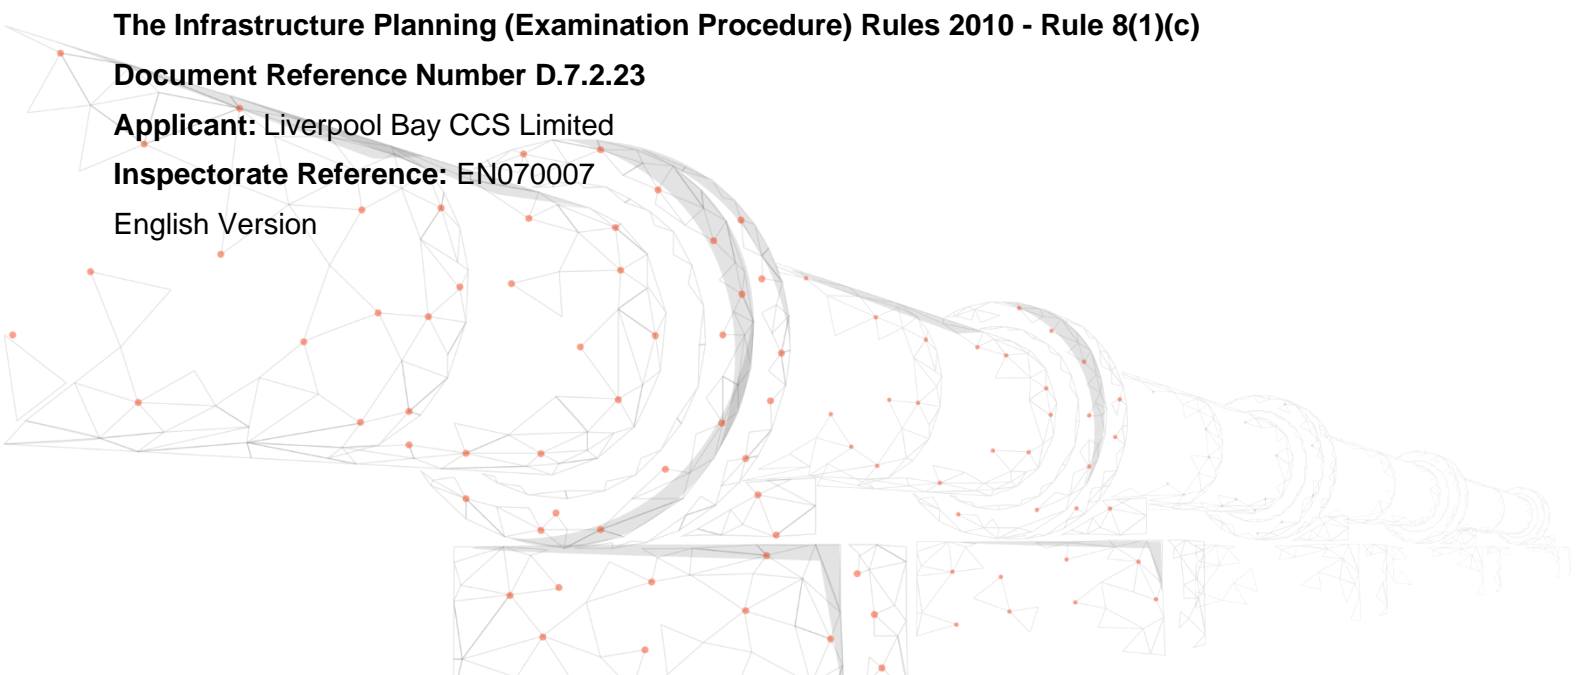 The Infrastructure Planning (Examination Procedure) Rules 2010 - Rule 8(1)(c)
Document Reference Number D.7.2.23
Applicant: Liverpool Bay CCS Limited
Inspectorate Reference: EN070007
English Version